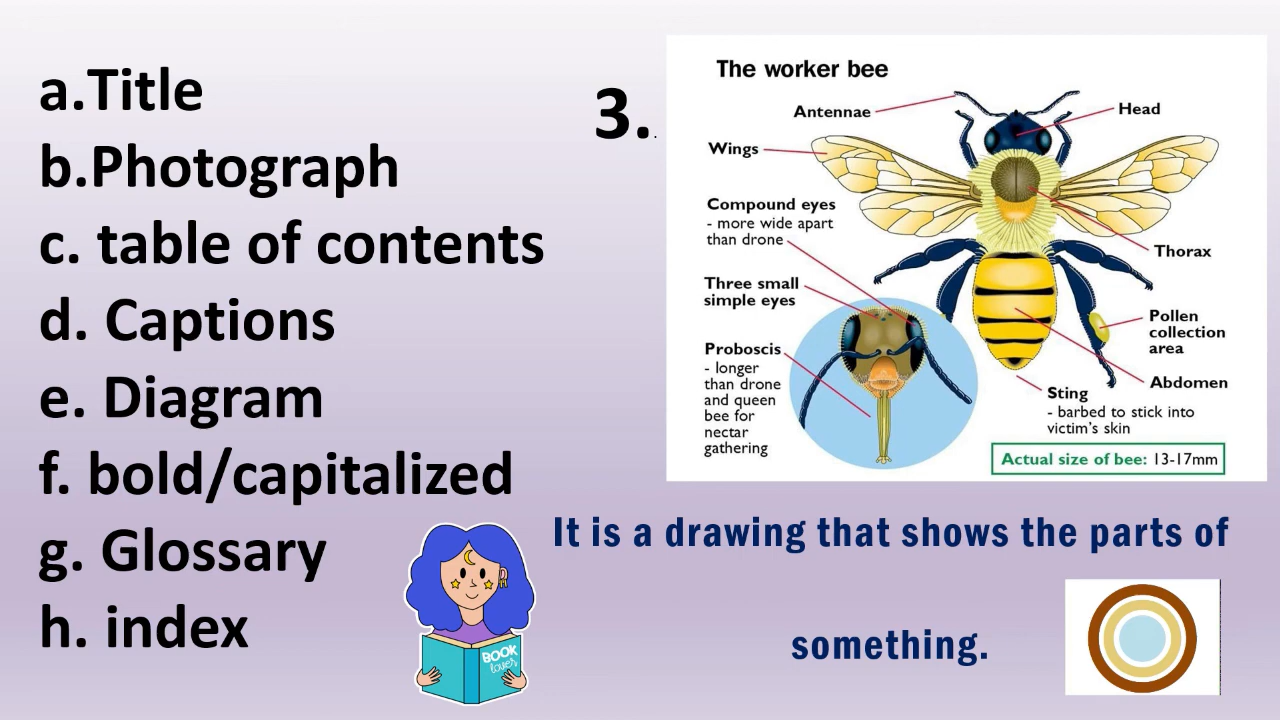 a.Title
b.Photograph
c. table of contents
d. Captions
e. Diagram
f. bold/capitalized
g. Glossary
h. index
BOOK
lover
3..
The worker bee
Antennae
Head
Wings
Compound eyes
- more wide apart
than drone
Thorax
Three small
simple eyes
Pollen
collection
area
Proboscis
- longer
than drone
and queen
bee for
nectar
gathering
Abdomen
Sting
- barbed to stick into
victim's skin
Actual size of bee: 13-17mm
It is a drawing that shows the parts of
something.